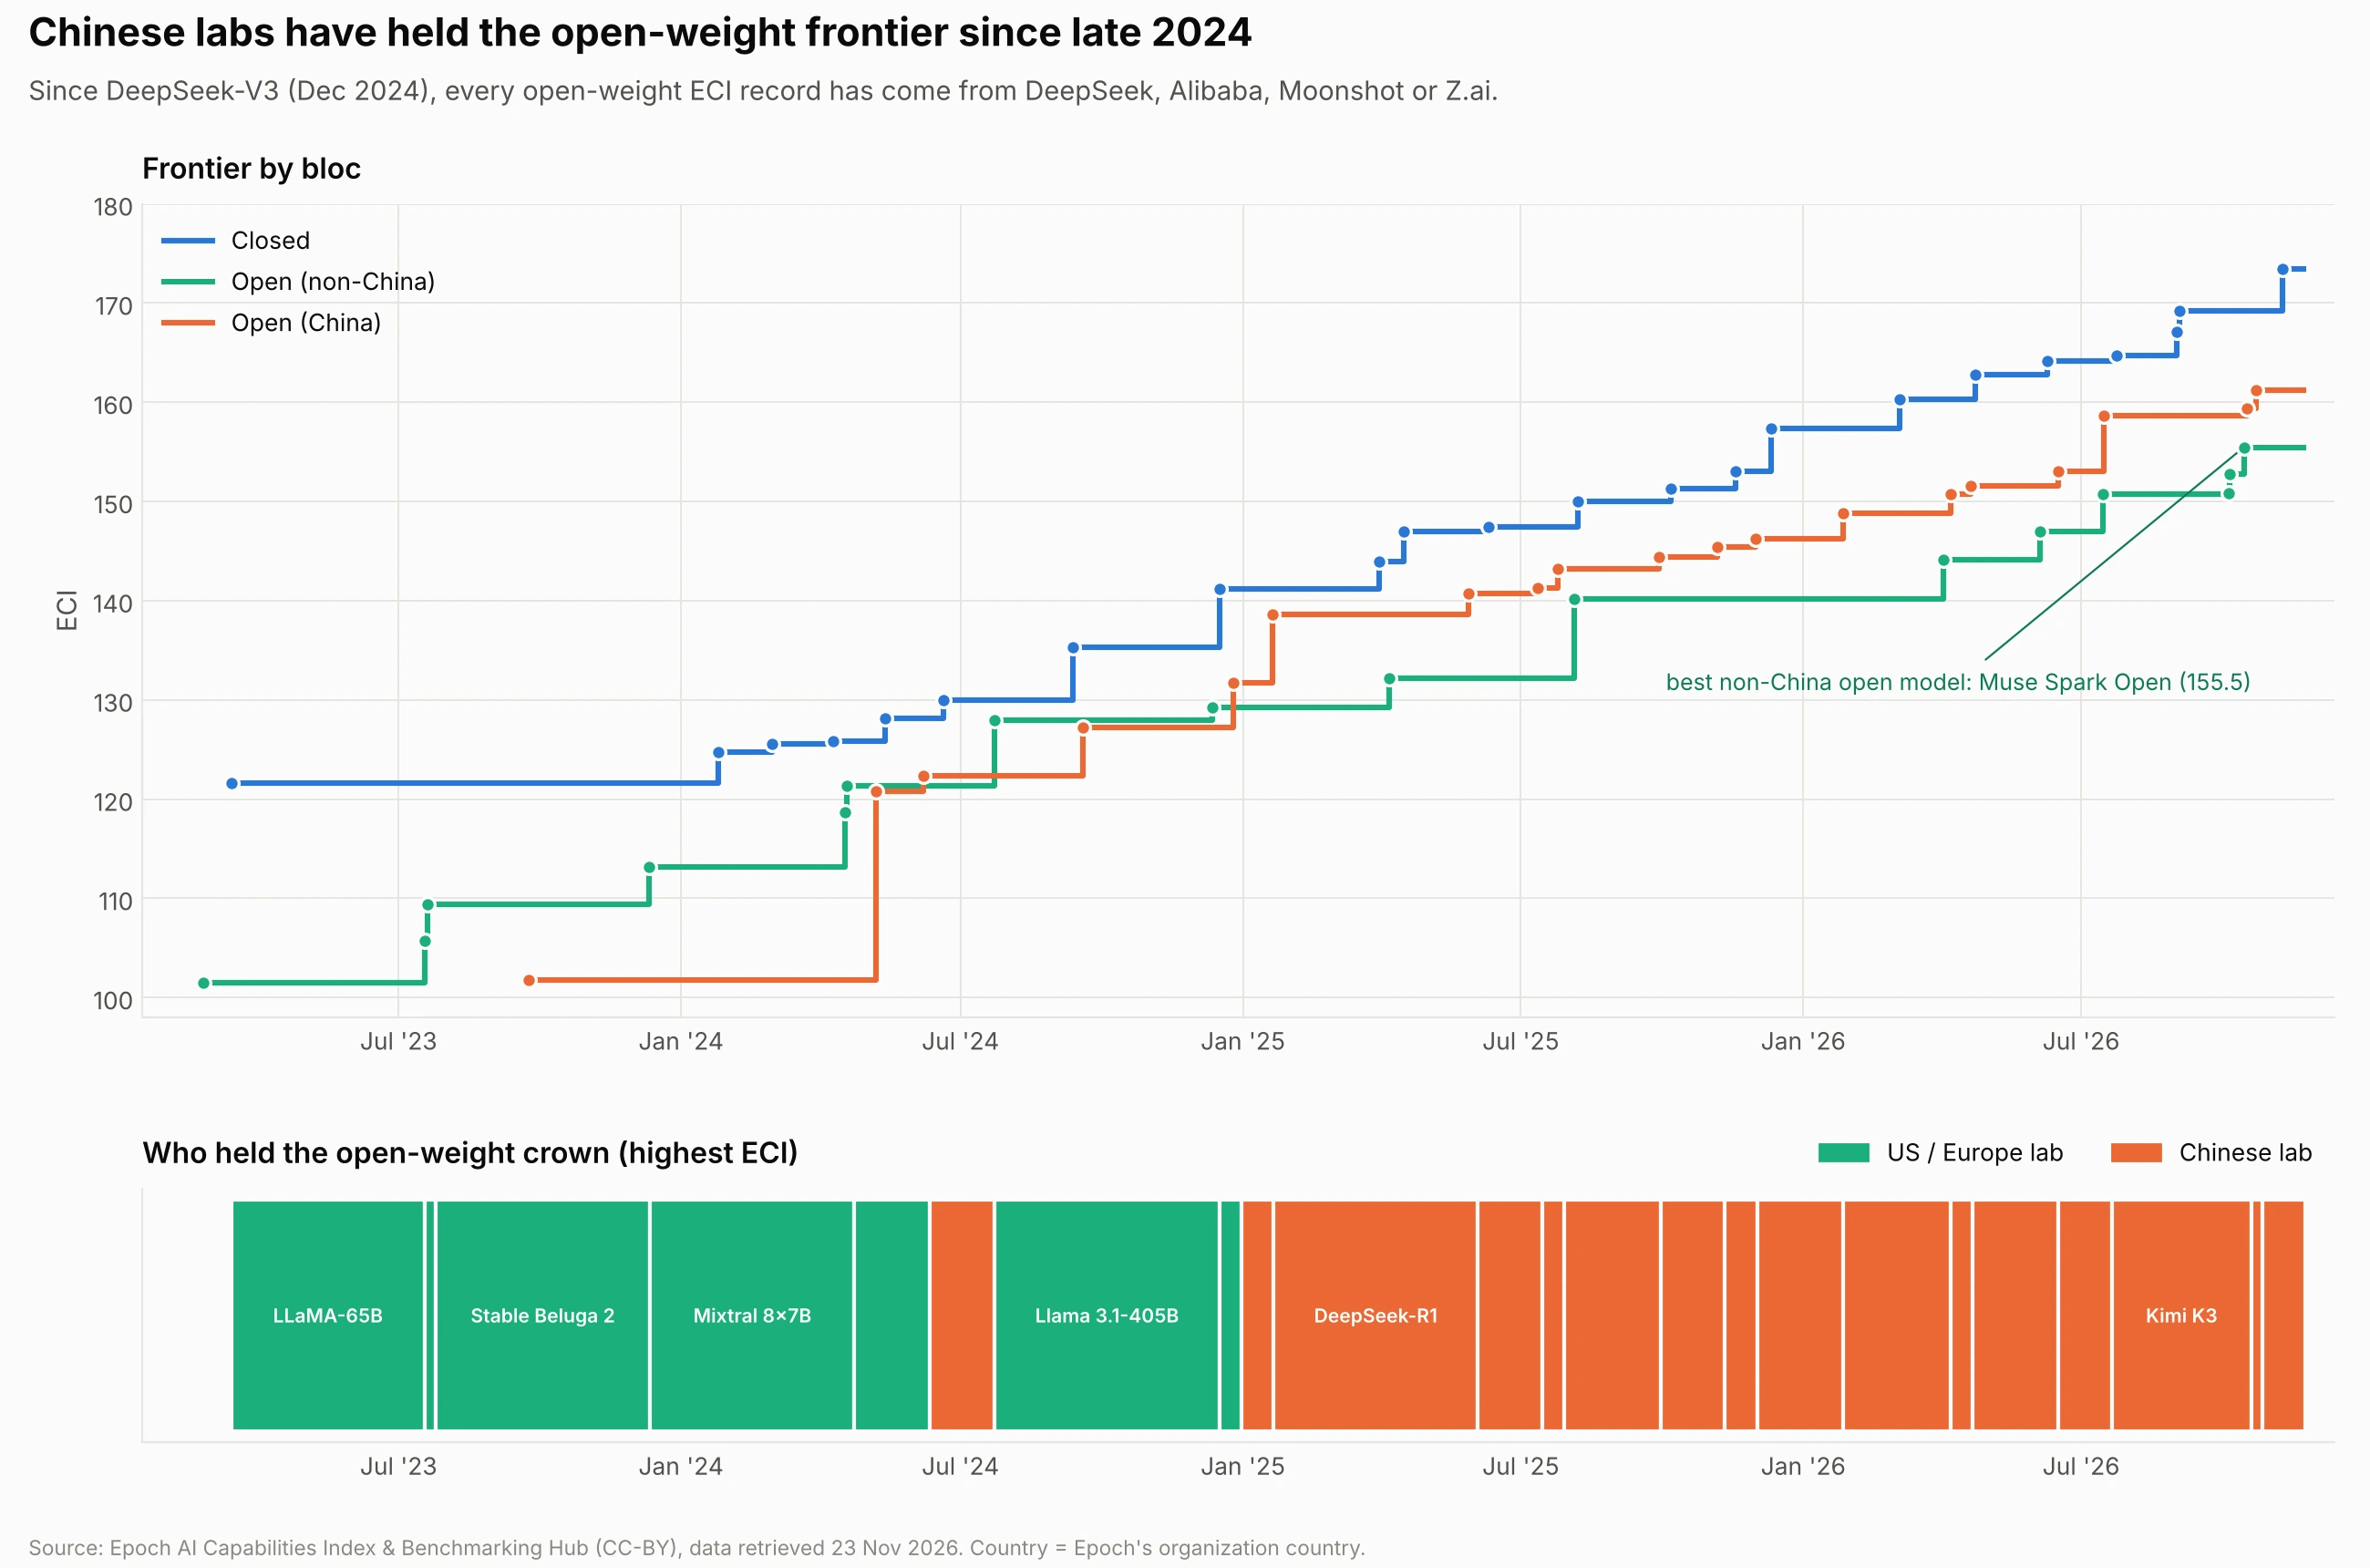 Chinese labs have held the open-weight frontier since late 2024
Since DeepSeek-V3 (Dec 2024), every open-weight ECI record has come from DeepSeek, Alibaba, Moonshot or Z.ai.
Frontier by bloc
180
170
160
150
140
130
120
110
100
ECI
Closed
Open (non-China)
Open (China)
best non-China open model: Muse Spark Open (155.5)
Jul '23
Jan '24
Jul '24
Jan '25
Jul '25
Jan '26
Jul '26
Who held the open-weight crown (highest ECI)
US / Europe lab
Chinese lab
LLaMA-65B
Stable Beluga 2
Mixtral 8×7B
Llama 3.1-405B
DeepSeek-R1
Kimi K3
Jul '23
Jan '24
Jul '24
Jan '25
Jul '25
Jan '26
Jul '26
Source: Epoch AI Capabilities Index & Benchmarking Hub (CC-BY), data retrieved 23 Nov 2026. Country = Epoch's organization country.